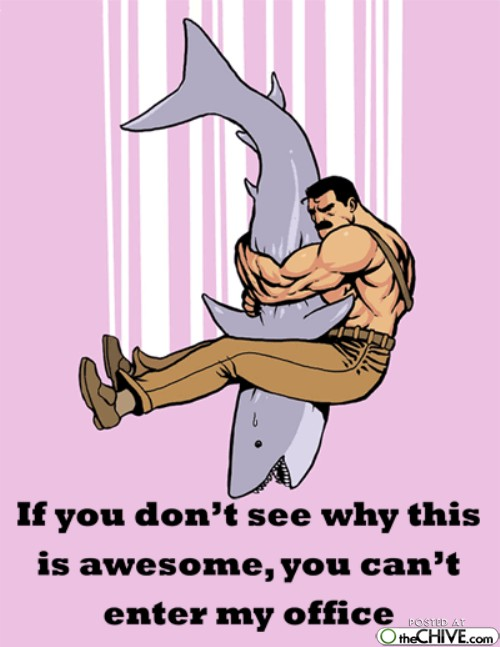 If you don't see why this
is awesome, you can't
enter my office
POSTED AT
theCHIVE.com